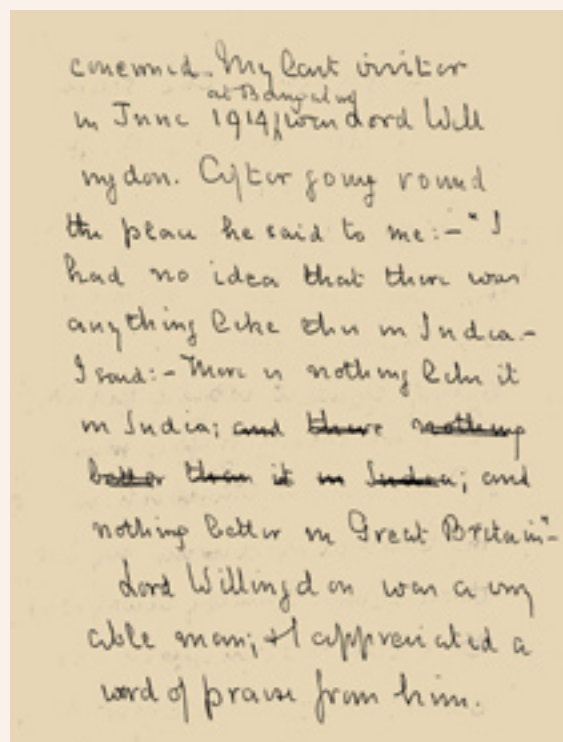 concerned. My last visitor
at Bangalore
in June 1914, was Lord Will
ingdon. After going round
the place he said to me:- "I
had no idea that there was
anything like this in India.-
I said:- There is nothing like it
in India; and there nothing
better than it in India; and
nothing better in Great Britain"-
Lord Willingdon was a very
able man; & I appreciated a
word of praise from him.